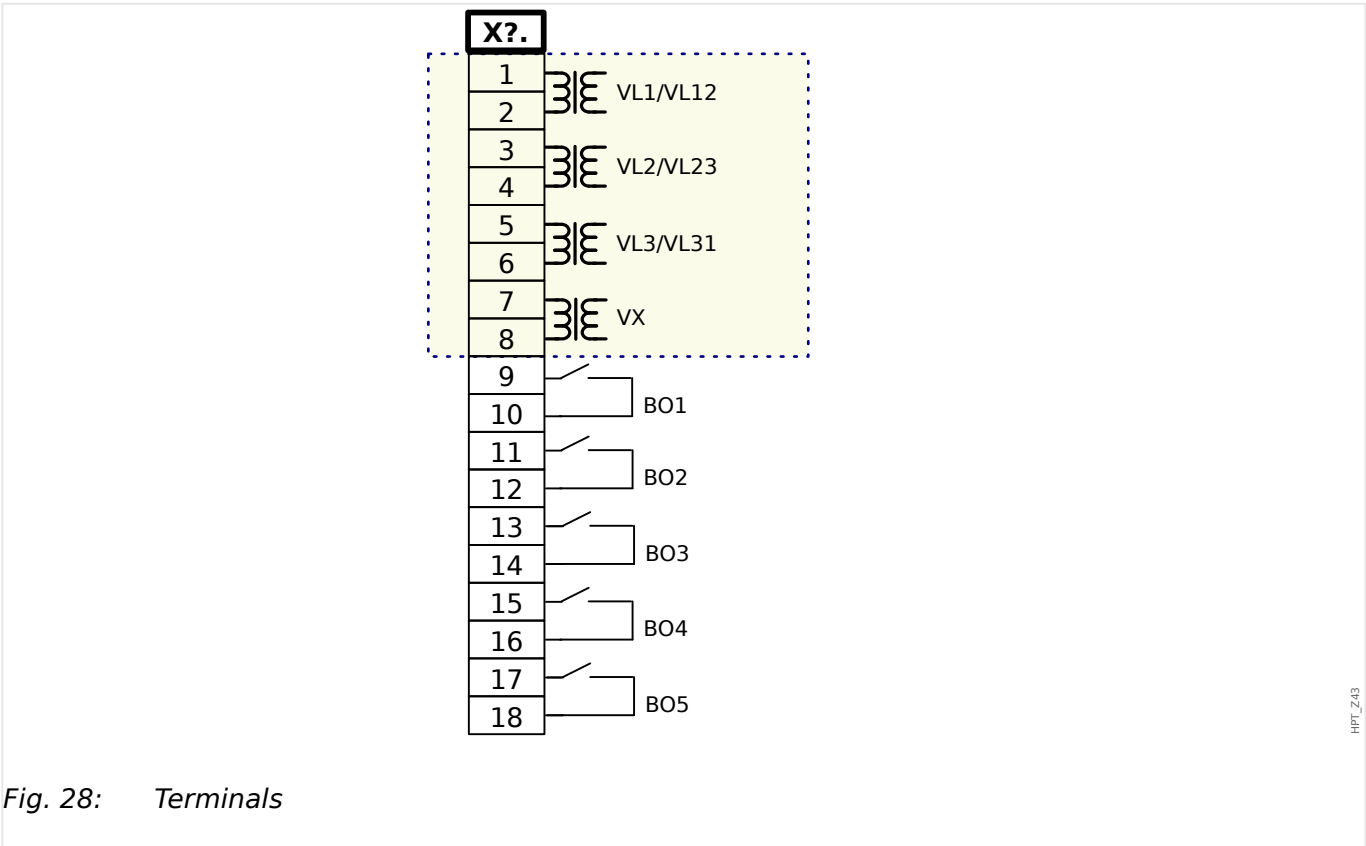 X?.
1
2
VL1/VL12
3
4
VL2/VL23
5
6
VL3/VL31
7
8
VX
9
10
BO1
11
12
BO2
13
14
BO3
15
16
BO4
17
18
BO5
HPT_Z43
Fig. 28: Terminals